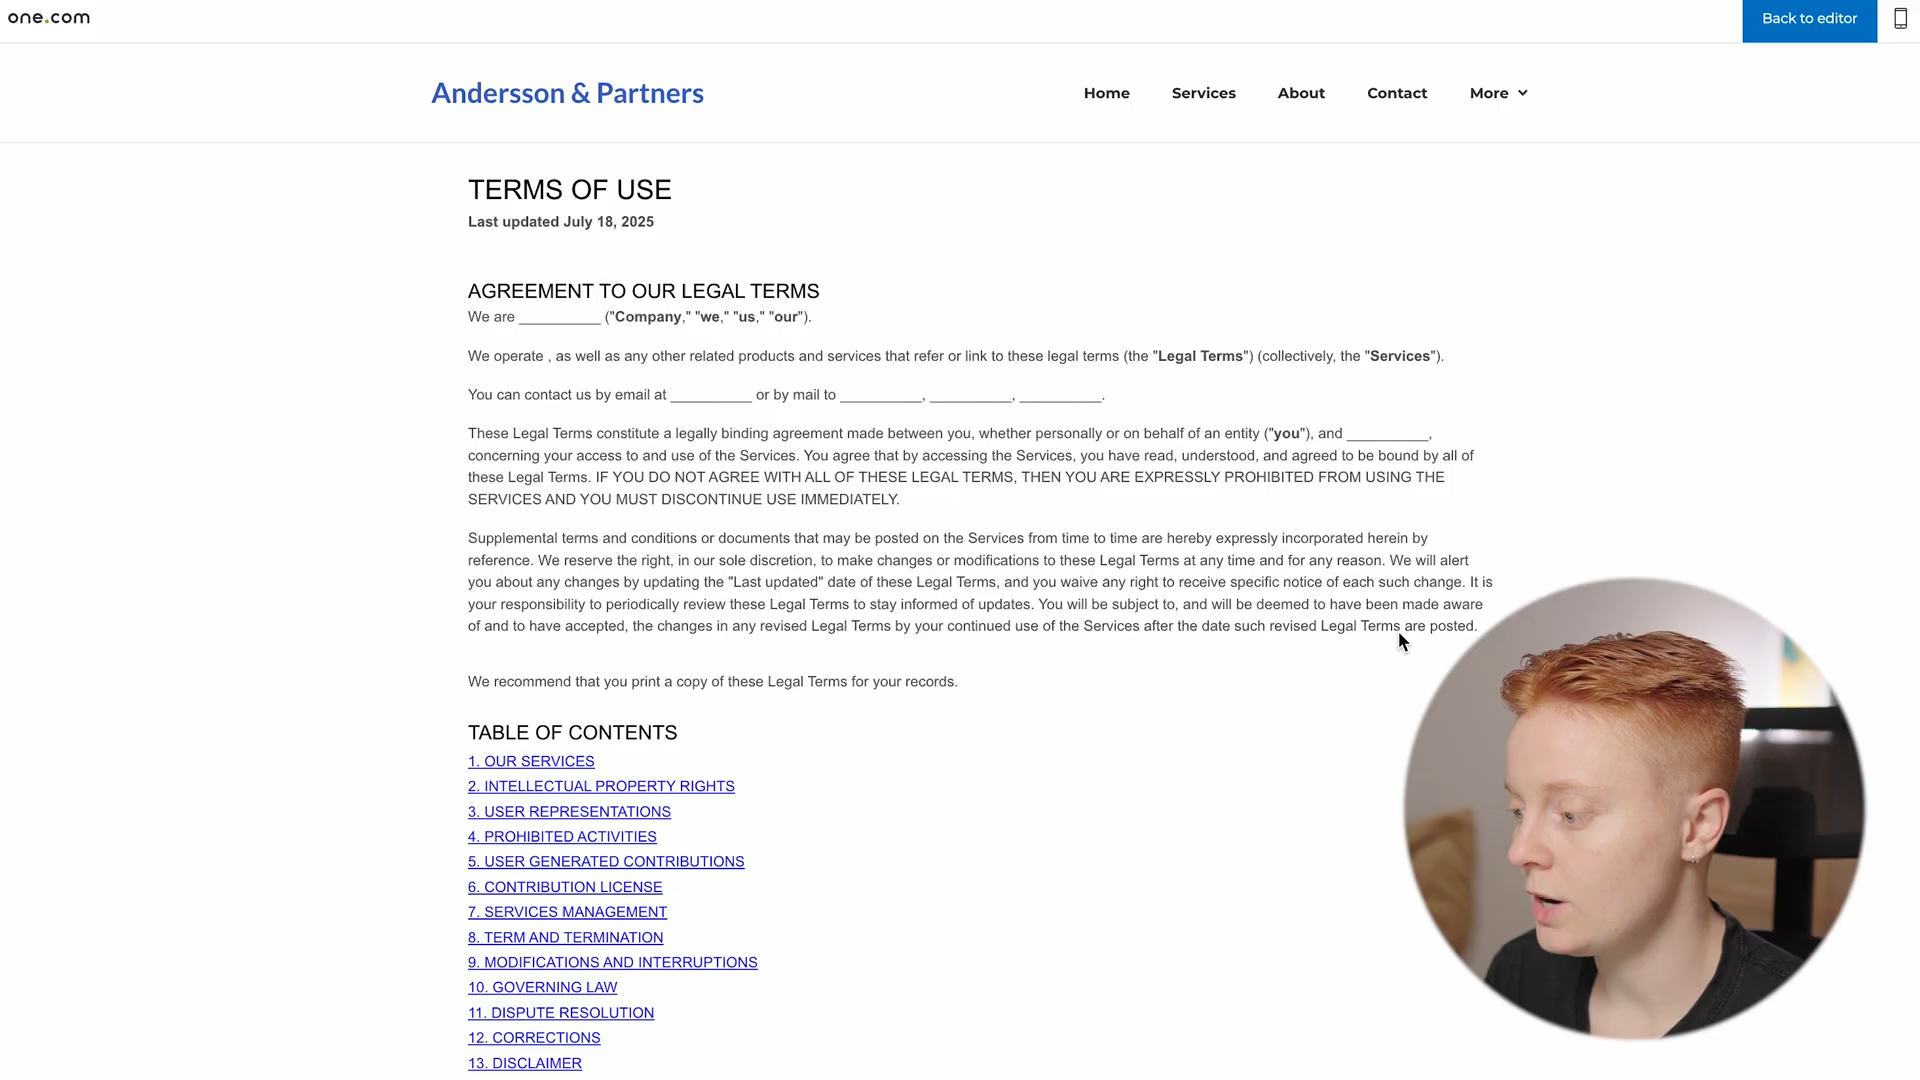 one.com
Back to editor
Andersson & Partners
Home
Services
About
Contact
More
TERMS OF USE
Last updated July 18, 2025
AGREEMENT TO OUR LEGAL TERMS
We are __________ ("Company," "we," "us," "our").
We operate , as well as any other related products and services that refer or link to these legal terms (the "Legal Terms") (collectively, the "Services").
You can contact us by email at __________ or by mail to __________, __________, __________.
These Legal Terms constitute a legally binding agreement made between you, whether personally or on behalf of an entity ("you"), and __________,
concerning your access to and use of the Services. You agree that by accessing the Services, you have read, understood, and agreed to be bound by all of
these Legal Terms. IF YOU DO NOT AGREE WITH ALL OF THESE LEGAL TERMS, THEN YOU ARE EXPRESSLY PROHIBITED FROM USING THE
SERVICES AND YOU MUST DISCONTINUE USE IMMEDIATELY.
Supplemental terms and conditions or documents that may be posted on the Services from time to time are hereby expressly incorporated herein by
reference. We reserve the right, in our sole discretion, to make changes or modifications to these Legal Terms at any time and for any reason. We will alert
you about any changes by updating the "Last updated" date of these Legal Terms, and you waive any right to receive specific notice of each such change. It is
your responsibility to periodically review these Legal Terms to stay informed of updates. You will be subject to, and will be deemed to have been made aware
of and to have accepted, the changes in any revised Legal Terms by your continued use of the Services after the date such revised Legal Terms are posted.
We recommend that you print a copy of these Legal Terms for your records.
TABLE OF CONTENTS
1. OUR SERVICES
2. INTELLECTUAL PROPERTY RIGHTS
3. USER REPRESENTATIONS
4. PROHIBITED ACTIVITIES
5. USER GENERATED CONTRIBUTIONS
6. CONTRIBUTION LICENSE
7. SERVICES MANAGEMENT
8. TERM AND TERMINATION
9. MODIFICATIONS AND INTERRUPTIONS
10. GOVERNING LAW
11. DISPUTE RESOLUTION
12. CORRECTIONS
13. DISCLAIMER